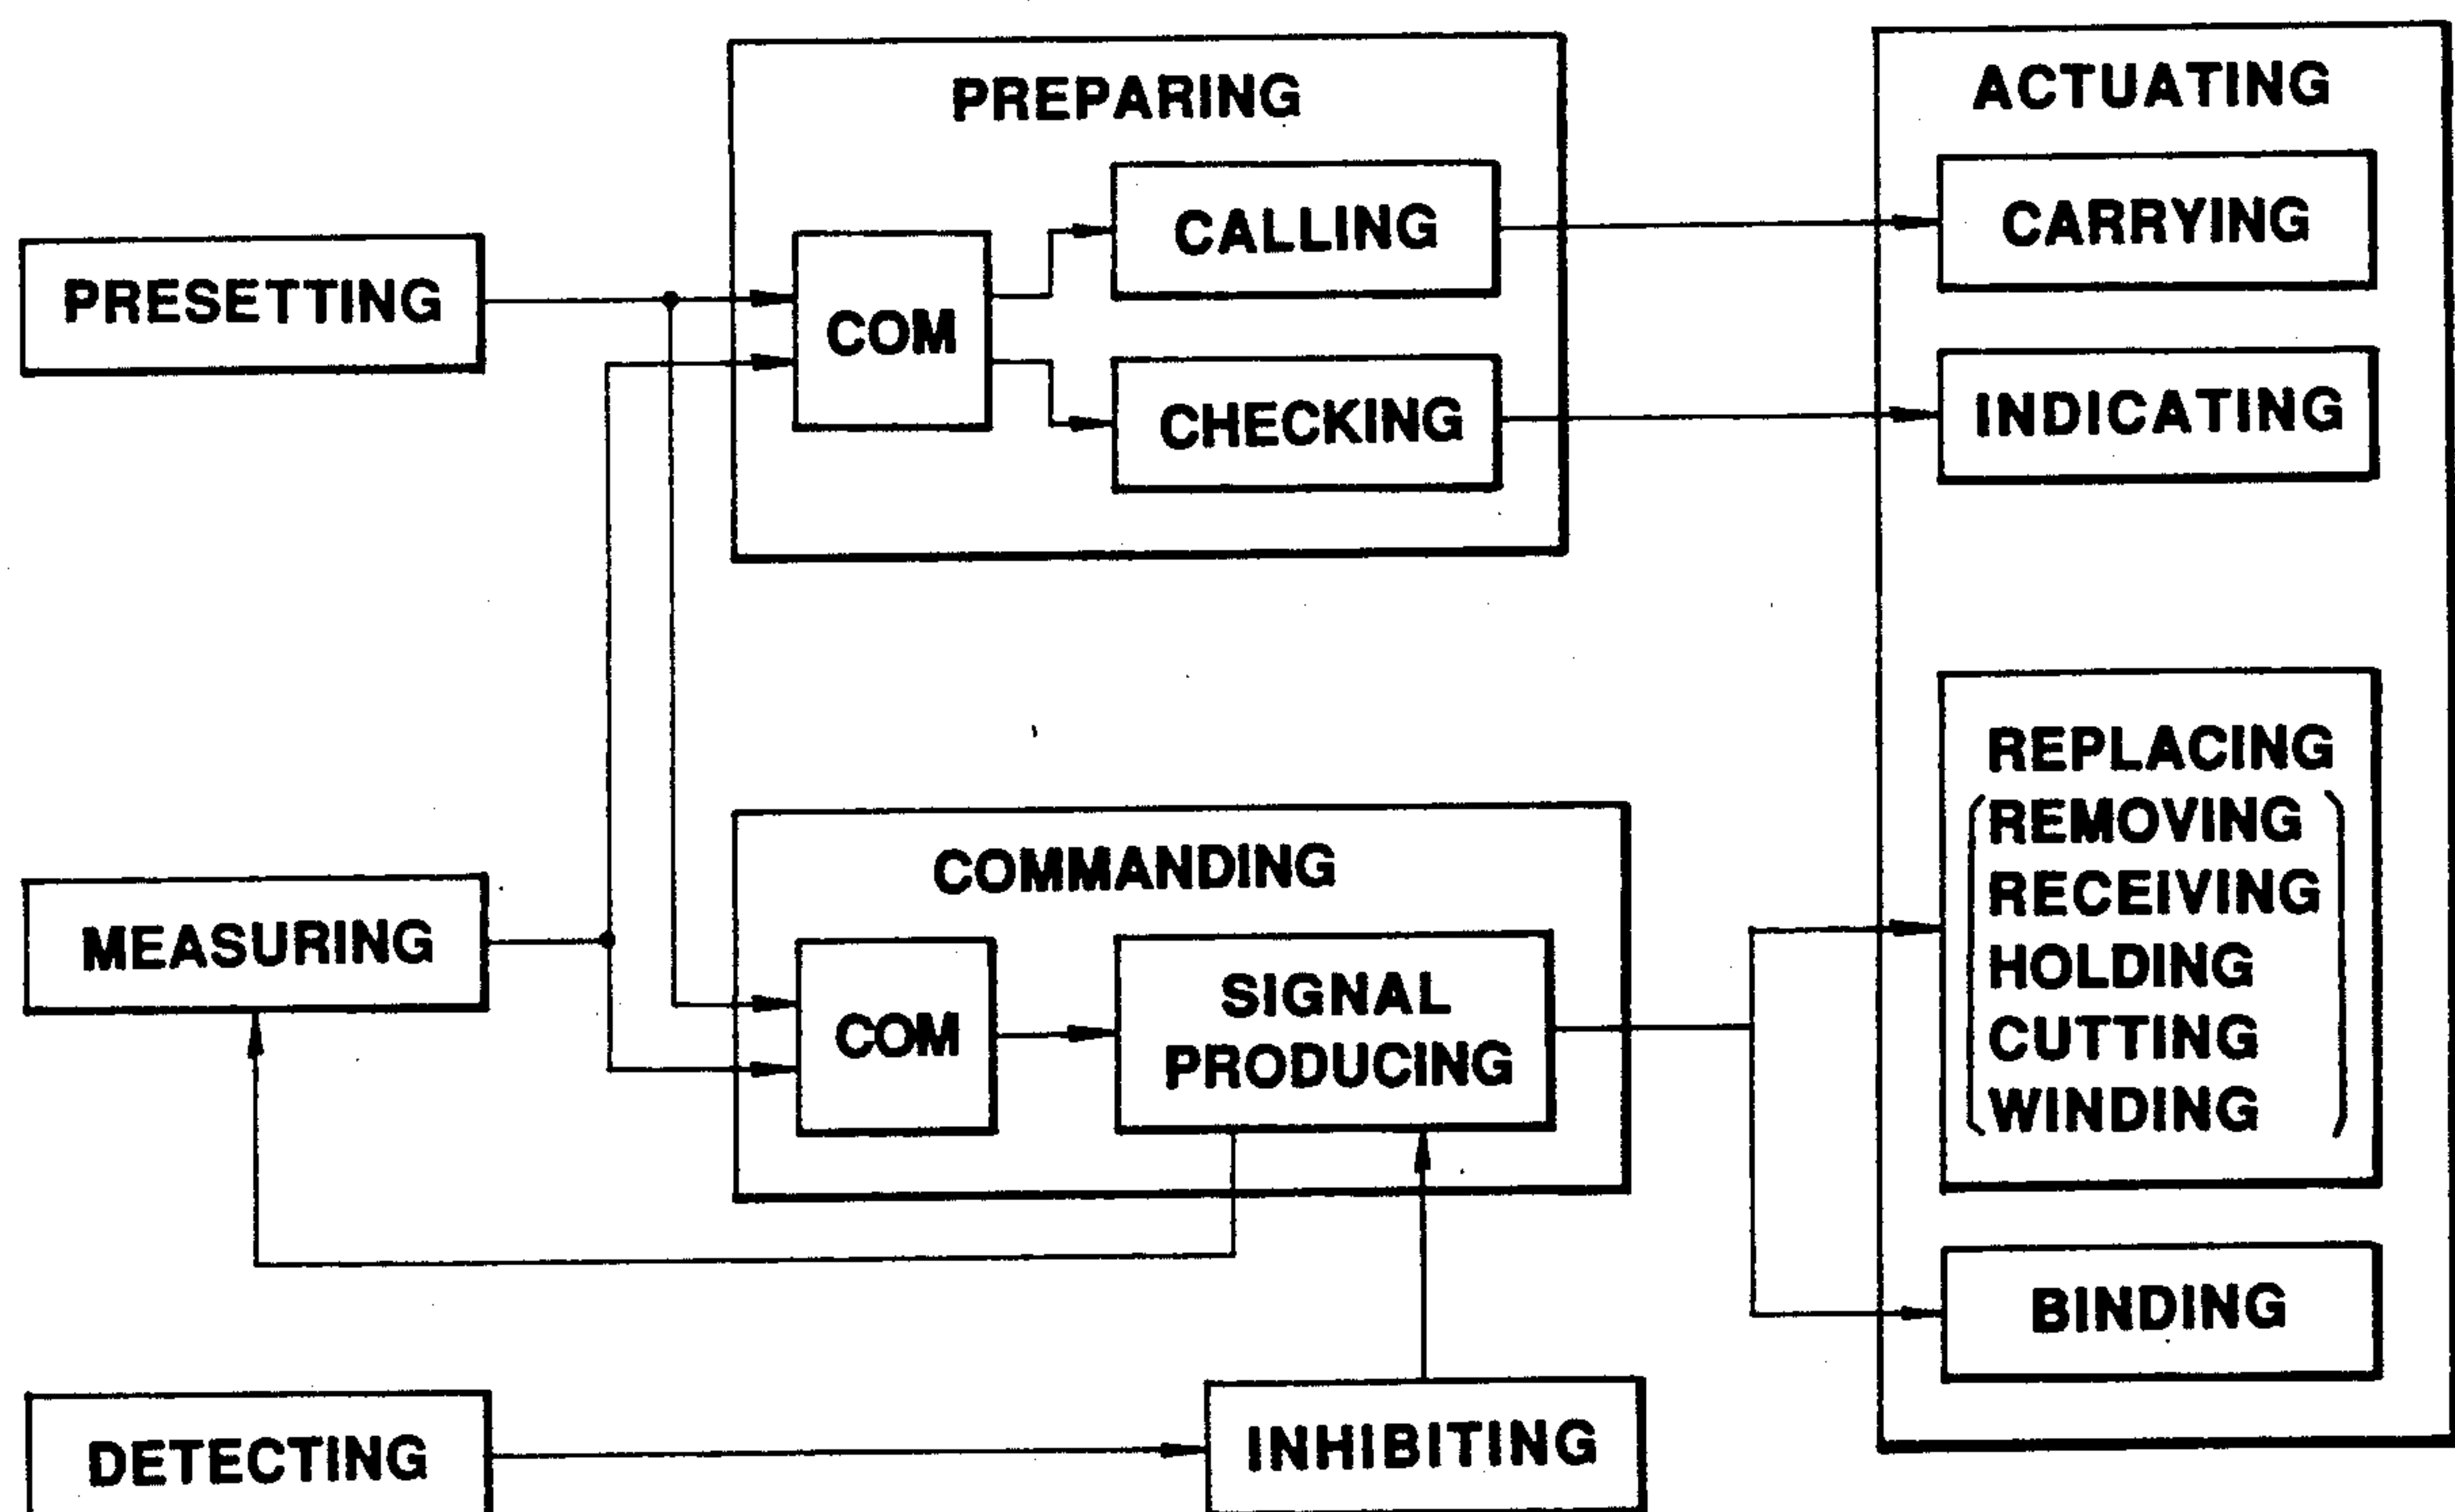 PREPARING
ACTUATING
CALLING
CARRYING
PRESETTING
COM
CHECKING
INDICATING
REPLACING
REMOVING
RECEIVING
HOLDING
CUTTING
WINDING
COMMANDING
MEASURING
COM
SIGNAL
PRODUCING
BINDING
DETECTING
INHIBITING